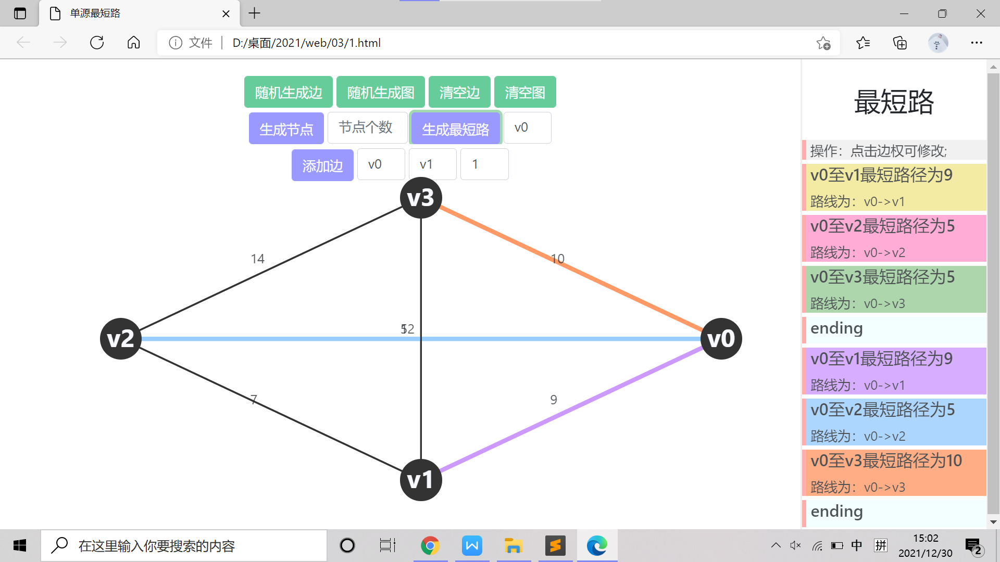 单源最短路
文件
D:/桌面/2021/web/03/1.html
随机生成边 随机生成图 清空边 清空图
生成节点 节点个数 生成最短路 v0
添加边 v0 v1 1
v3
14
10
v2
12
v0
7
9
v1
最短路
操作：点击边权可修改;
v0至v1最短路径为9
路线为：v0->v1
v0至v2最短路径为5
路线为：v0->v2
v0至v3最短路径为5
路线为：v0->v3
ending
v0至v1最短路径为9
路线为：v0->v1
v0至v2最短路径为5
路线为：v0->v2
v0至v3最短路径为10
路线为：v0->v3
ending
在这里输入你要搜索的内容
中
拼
15:02
2021/12/30
2